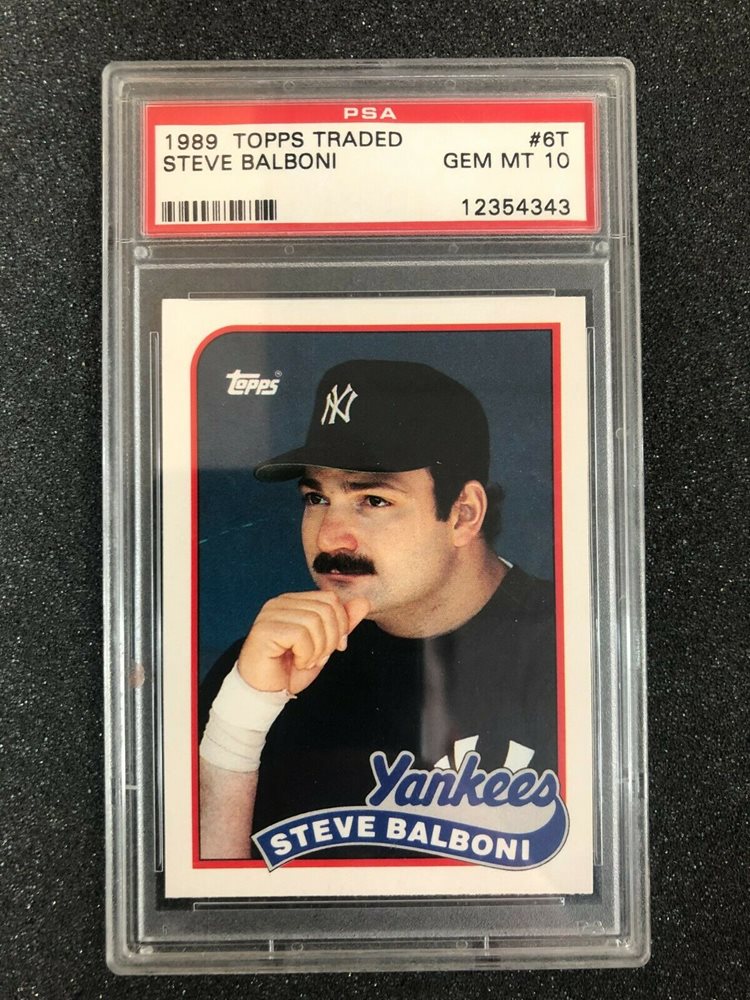 PSA
1989 TOPPS TRADED #6T
STEVE BALBONI GEM MT 10
12354343
Topps®
NY
Yankees
STEVE BALBONI